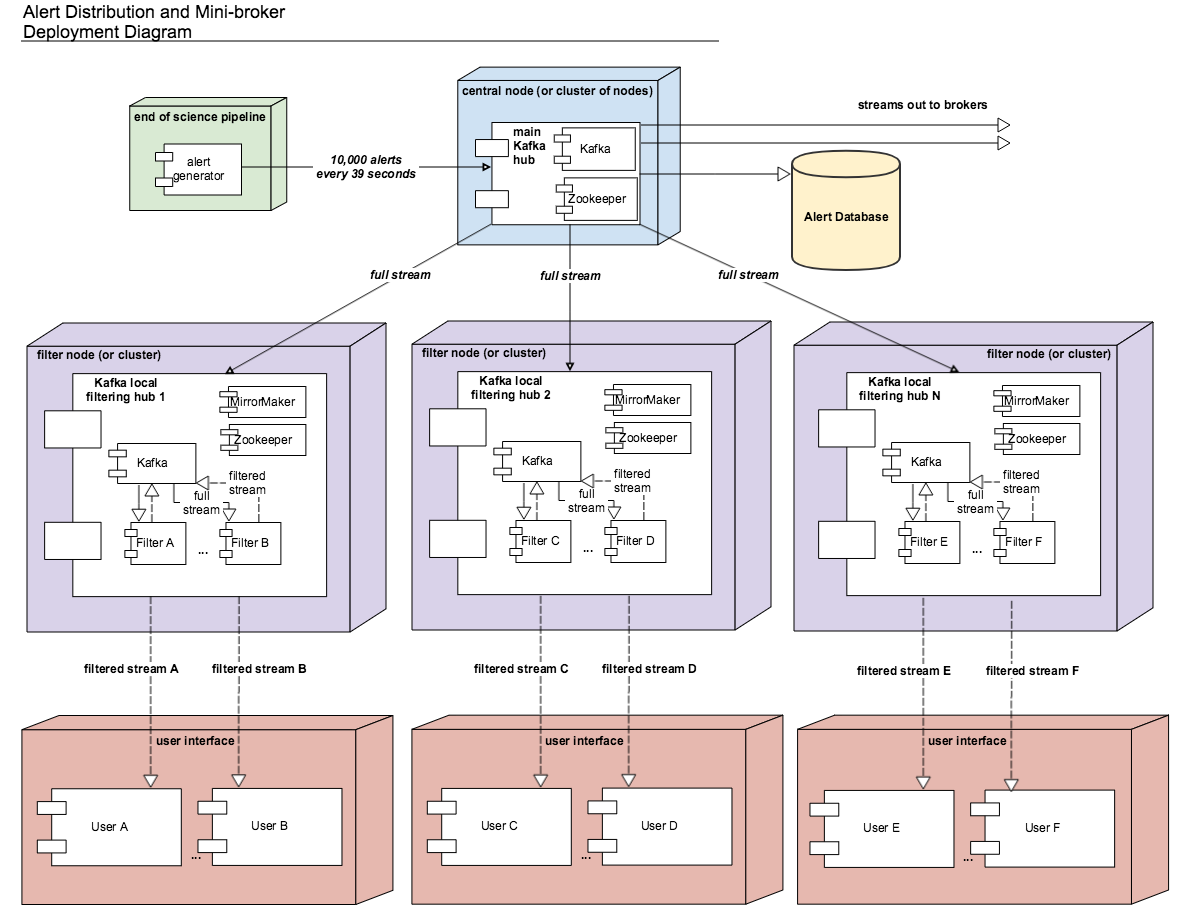 Alert Distribution and Mini-broker
Deployment Diagram
central node (or cluster of nodes)
end of science pipeline
alert
generator
10,000 alerts
every 39 seconds
main
Kafka
hub
Kafka
Zookeeper
streams out to brokers
Alert Database
full stream
full stream
full stream
filter node (or cluster)
Kafka local
filtering hub 1
MirrorMaker
Zookeeper
Kafka
filtered
stream
full
stream
Filter A
...
Filter B
filter node (or cluster)
Kafka local
filtering hub 2
MirrorMaker
Zookeeper
Kafka
filtered
stream
full
stream
Filter C
...
Filter D
filter node (or cluster)
Kafka local
filtering hub N
MirrorMaker
Zookeeper
Kafka
filtered
stream
full
stream
Filter E
...
Filter F
filtered stream A
filtered stream B
filtered stream C
filtered stream D
filtered stream E
filtered stream F
user interface
User A
...
User B
user interface
User C
...
User D
user interface
User E
...
User F